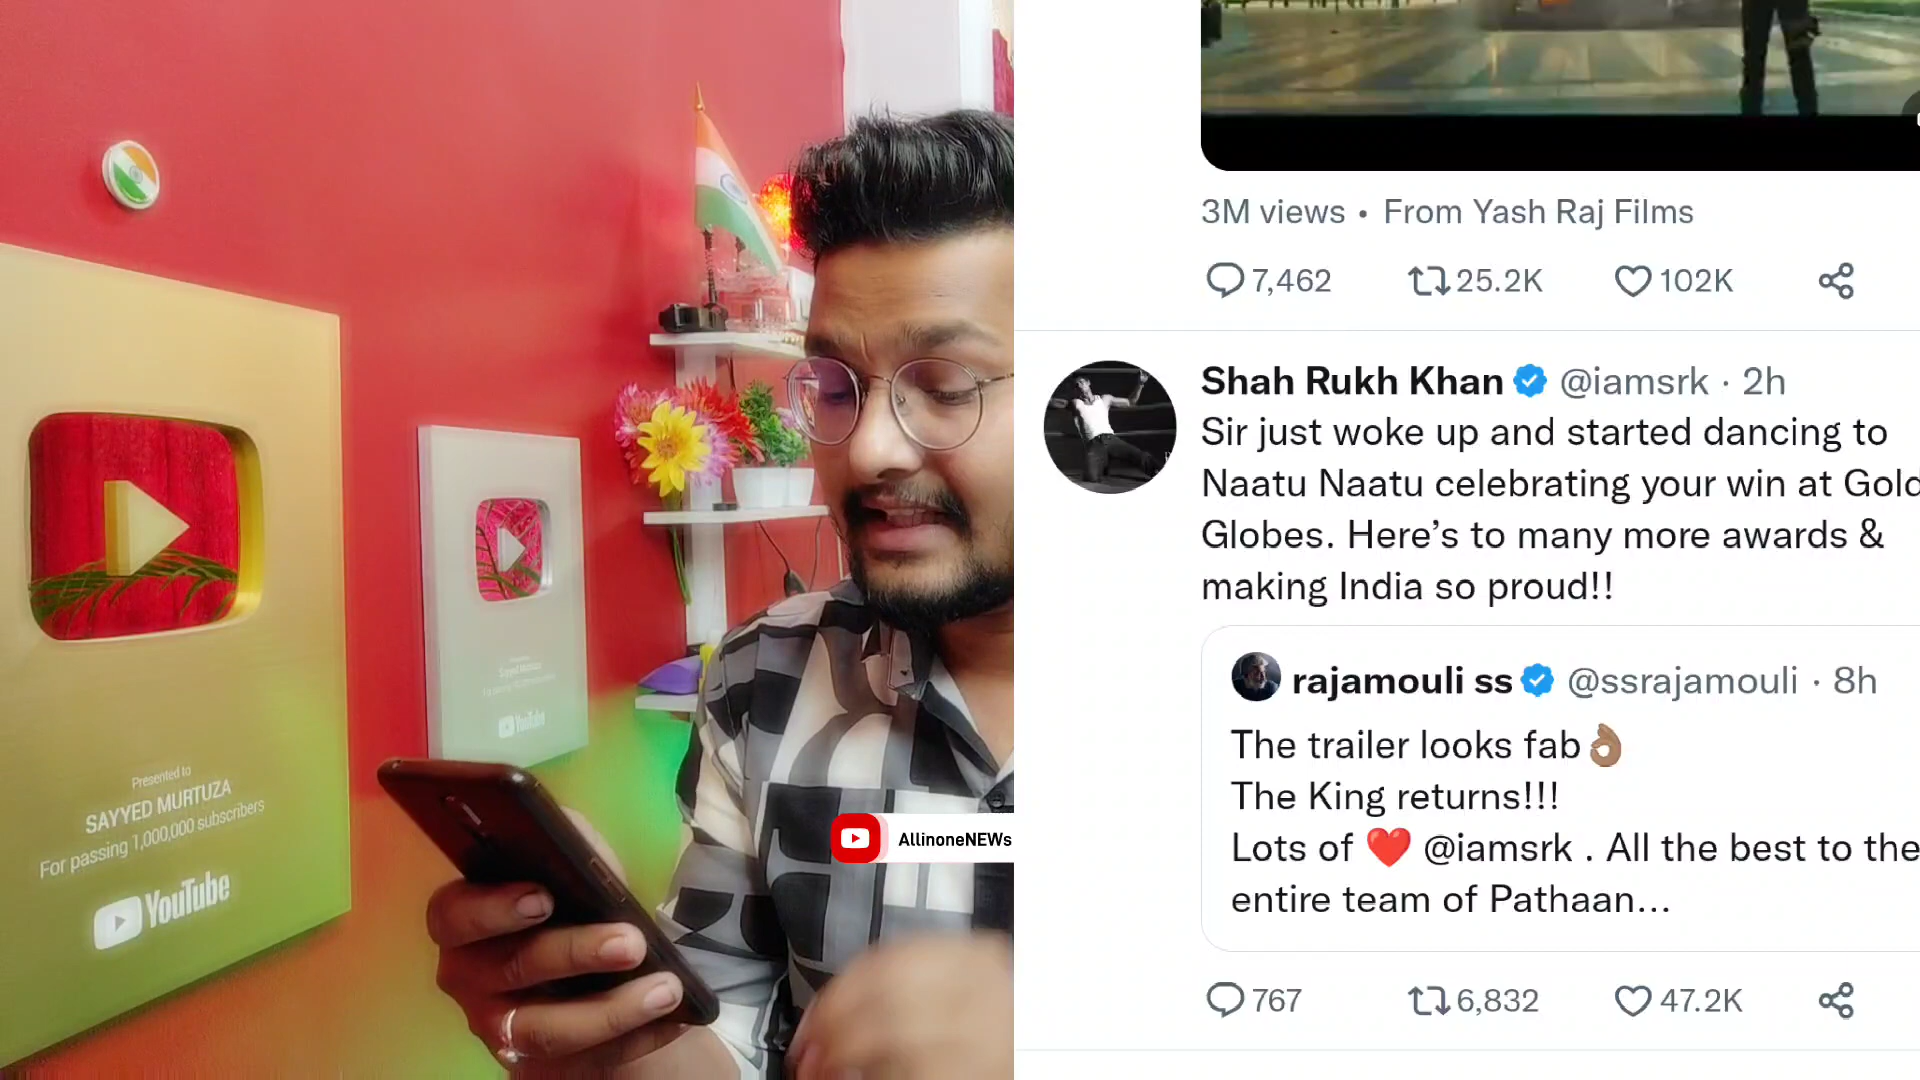 Presented to
SAYYED MURTUZA
For passing 1,000,000 subscribers
YouTube
YouTube
AllinoneNEWs
3M views • From Yash Raj Films
7,462 25.2K 102K
Shah Rukh Khan @iamsrk · 2h
Sir just woke up and started dancing to
Naatu Naatu celebrating your win at Gold
Globes. Here’s to many more awards &
making India so proud!!
rajamouli ss @ssrajamouli · 8h
The trailer looks fab👌🏽
The King returns!!!
Lots of ❤️ @iamsrk . All the best to the
entire team of Pathaan...
767 6,832 47.2K